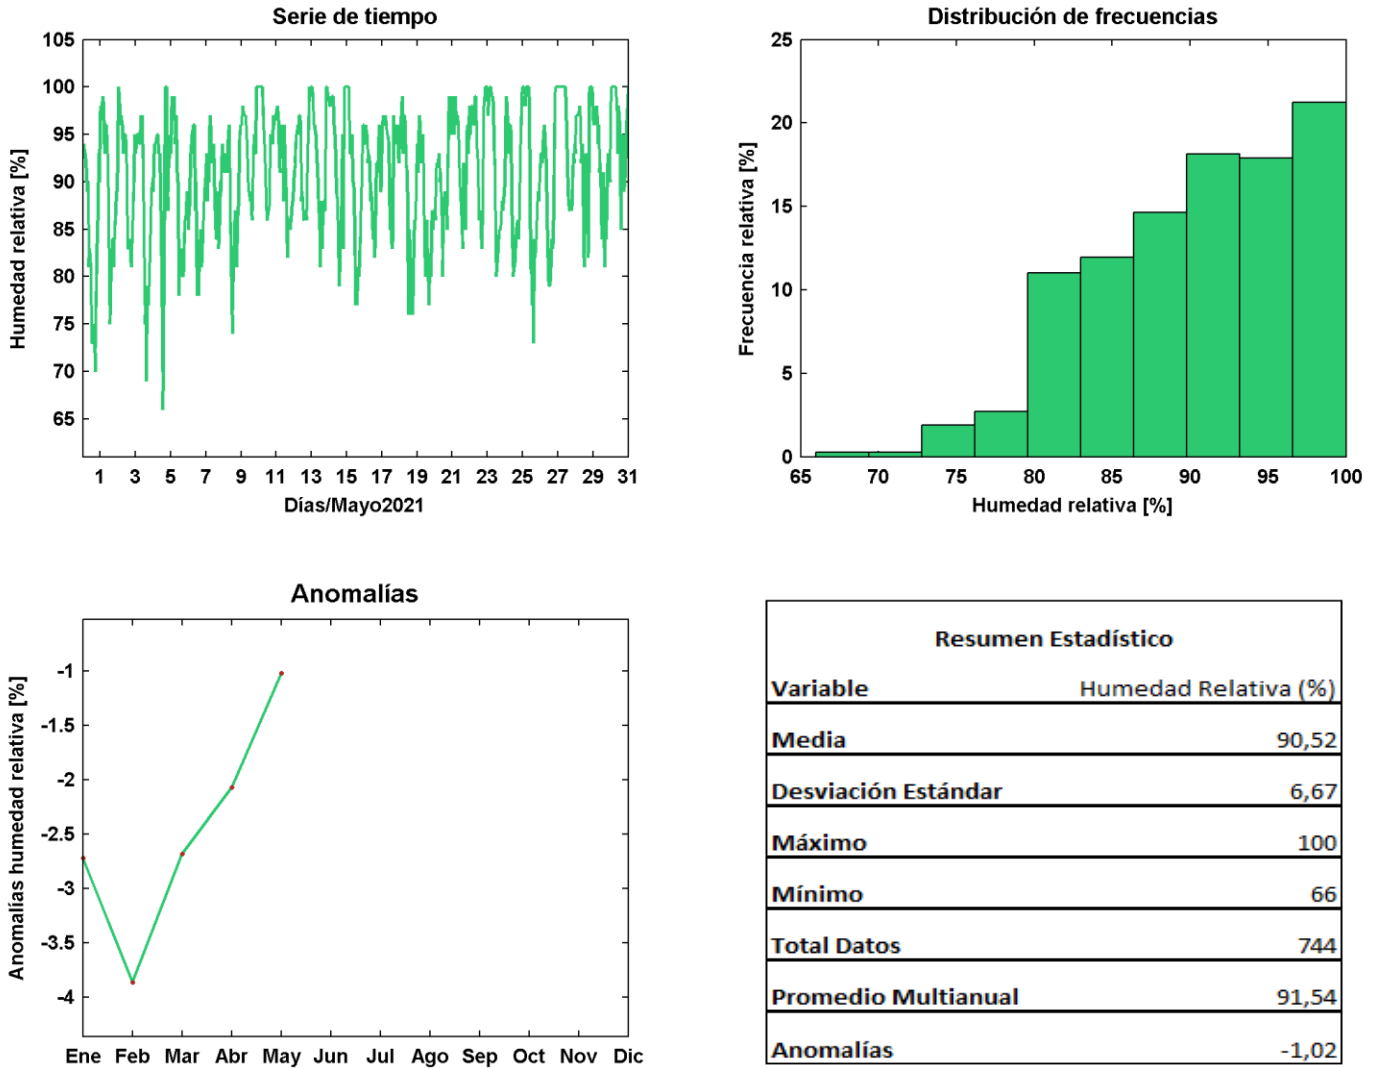 Serie de tiempo
105
100
95
90
85
80
75
70
65
Humedad relativa [%]
1 3 5 7 9 11 13 15 17 19 21 23 25 27 29 31
Días/Mayo2021
Distribución de frecuencias
25
20
15
10
5
0
Frecuencia relativa [%]
65 70 75 80 85 90 95 100
Humedad relativa [%]
Anomalías
-1
-1.5
-2
-2.5
-3
-3.5
-4
Anomalías humedad relativa [%]
Ene Feb Mar Abr May Jun Jul Ago Sep Oct Nov Dic
Resumen Estadístico
Variable Humedad Relativa (%)
Media 90,52
Desviación Estándar 6,67
Máximo 100
Mínimo 66
Total Datos 744
Promedio Multianual 91,54
Anomalías -1,02